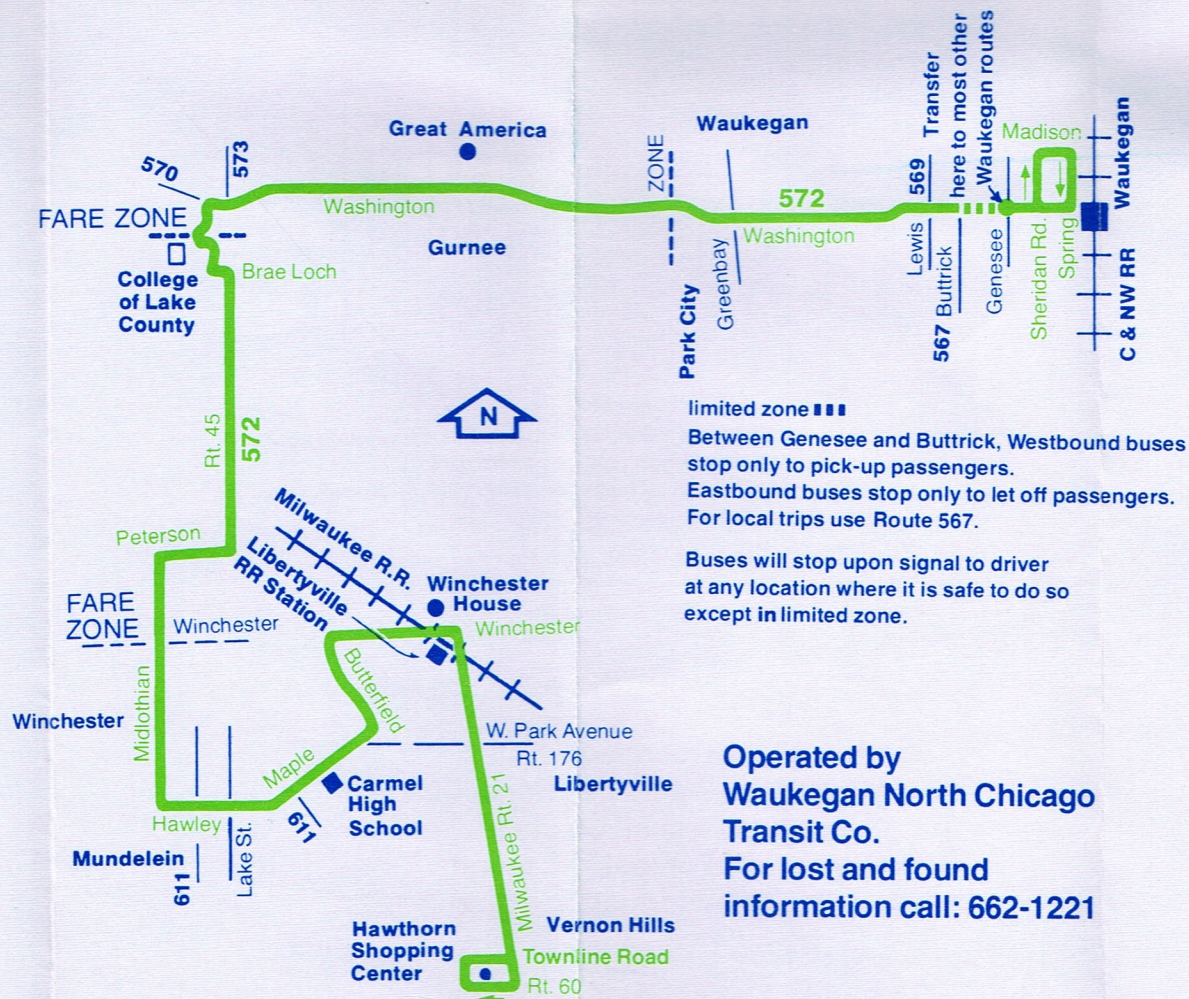 Great America
Waukegan
ZONE
570
573
FARE ZONE
Washington
Gurnee
College
of Lake
County
Brae Loch
572
Washington
Park City
Greenbay
569
Lewis
567 Buttrick
Transfer
here to most other
Waukegan routes
Genesee
Madison
Sheridan Rd.
Spring
Waukegan
C & NW RR
N
Rt. 45
572
limited zone
Between Genesee and Buttrick, Westbound buses
stop only to pick-up passengers.
Eastbound buses stop only to let off passengers.
For local trips use Route 567.
Buses will stop upon signal to driver
at any location where it is safe to do so
except in limited zone.
Peterson
Milwaukee R.R.
Libertyville
RR Station
Winchester
House
FARE
ZONE
Winchester
Winchester
Butterfield
Midlothian
Winchester
W. Park Avenue
Rt. 176
Libertyville
Maple
Carmel
High
School
611
Hawley
Mundelein
611
Lake St.
Milwaukee Rt. 21
Operated by
Waukegan North Chicago
Transit Co.
For lost and found
information call: 662-1221
Hawthorn
Shopping
Center
Vernon Hills
Townline Road
Rt. 60